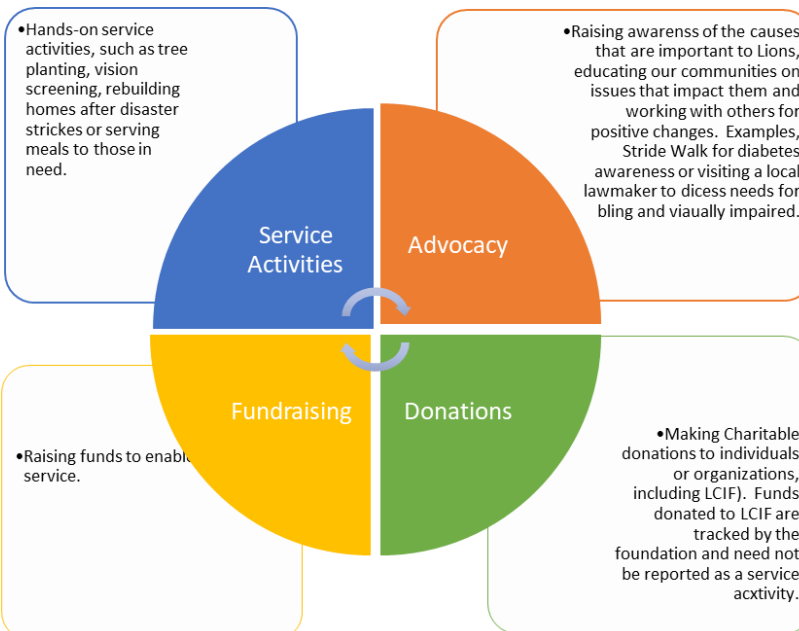 •Hands-on service
activities, such as tree
planting, vision
screening, rebuilding
homes after disaster
strickes or serving
meals to those in
need.
•Raising awarenss of the causes
that are important to Lions,
educating our communities on
issues that impact them and
working with others for
positive changes.  Examples,
Stride Walk for diabetes
awareness or visiting a local
lawmaker to dicess needs for
bling and viaually impaired.
Service
Activities
Advocacy
Fundraising
Donations
•Raising funds to enable
service.
•Making Charitable
donations to individuals
or organizations,
including LCIF).  Funds
donated to LCIF are
tracked by the
foundation and need not
be reported as a service
acxtivity.